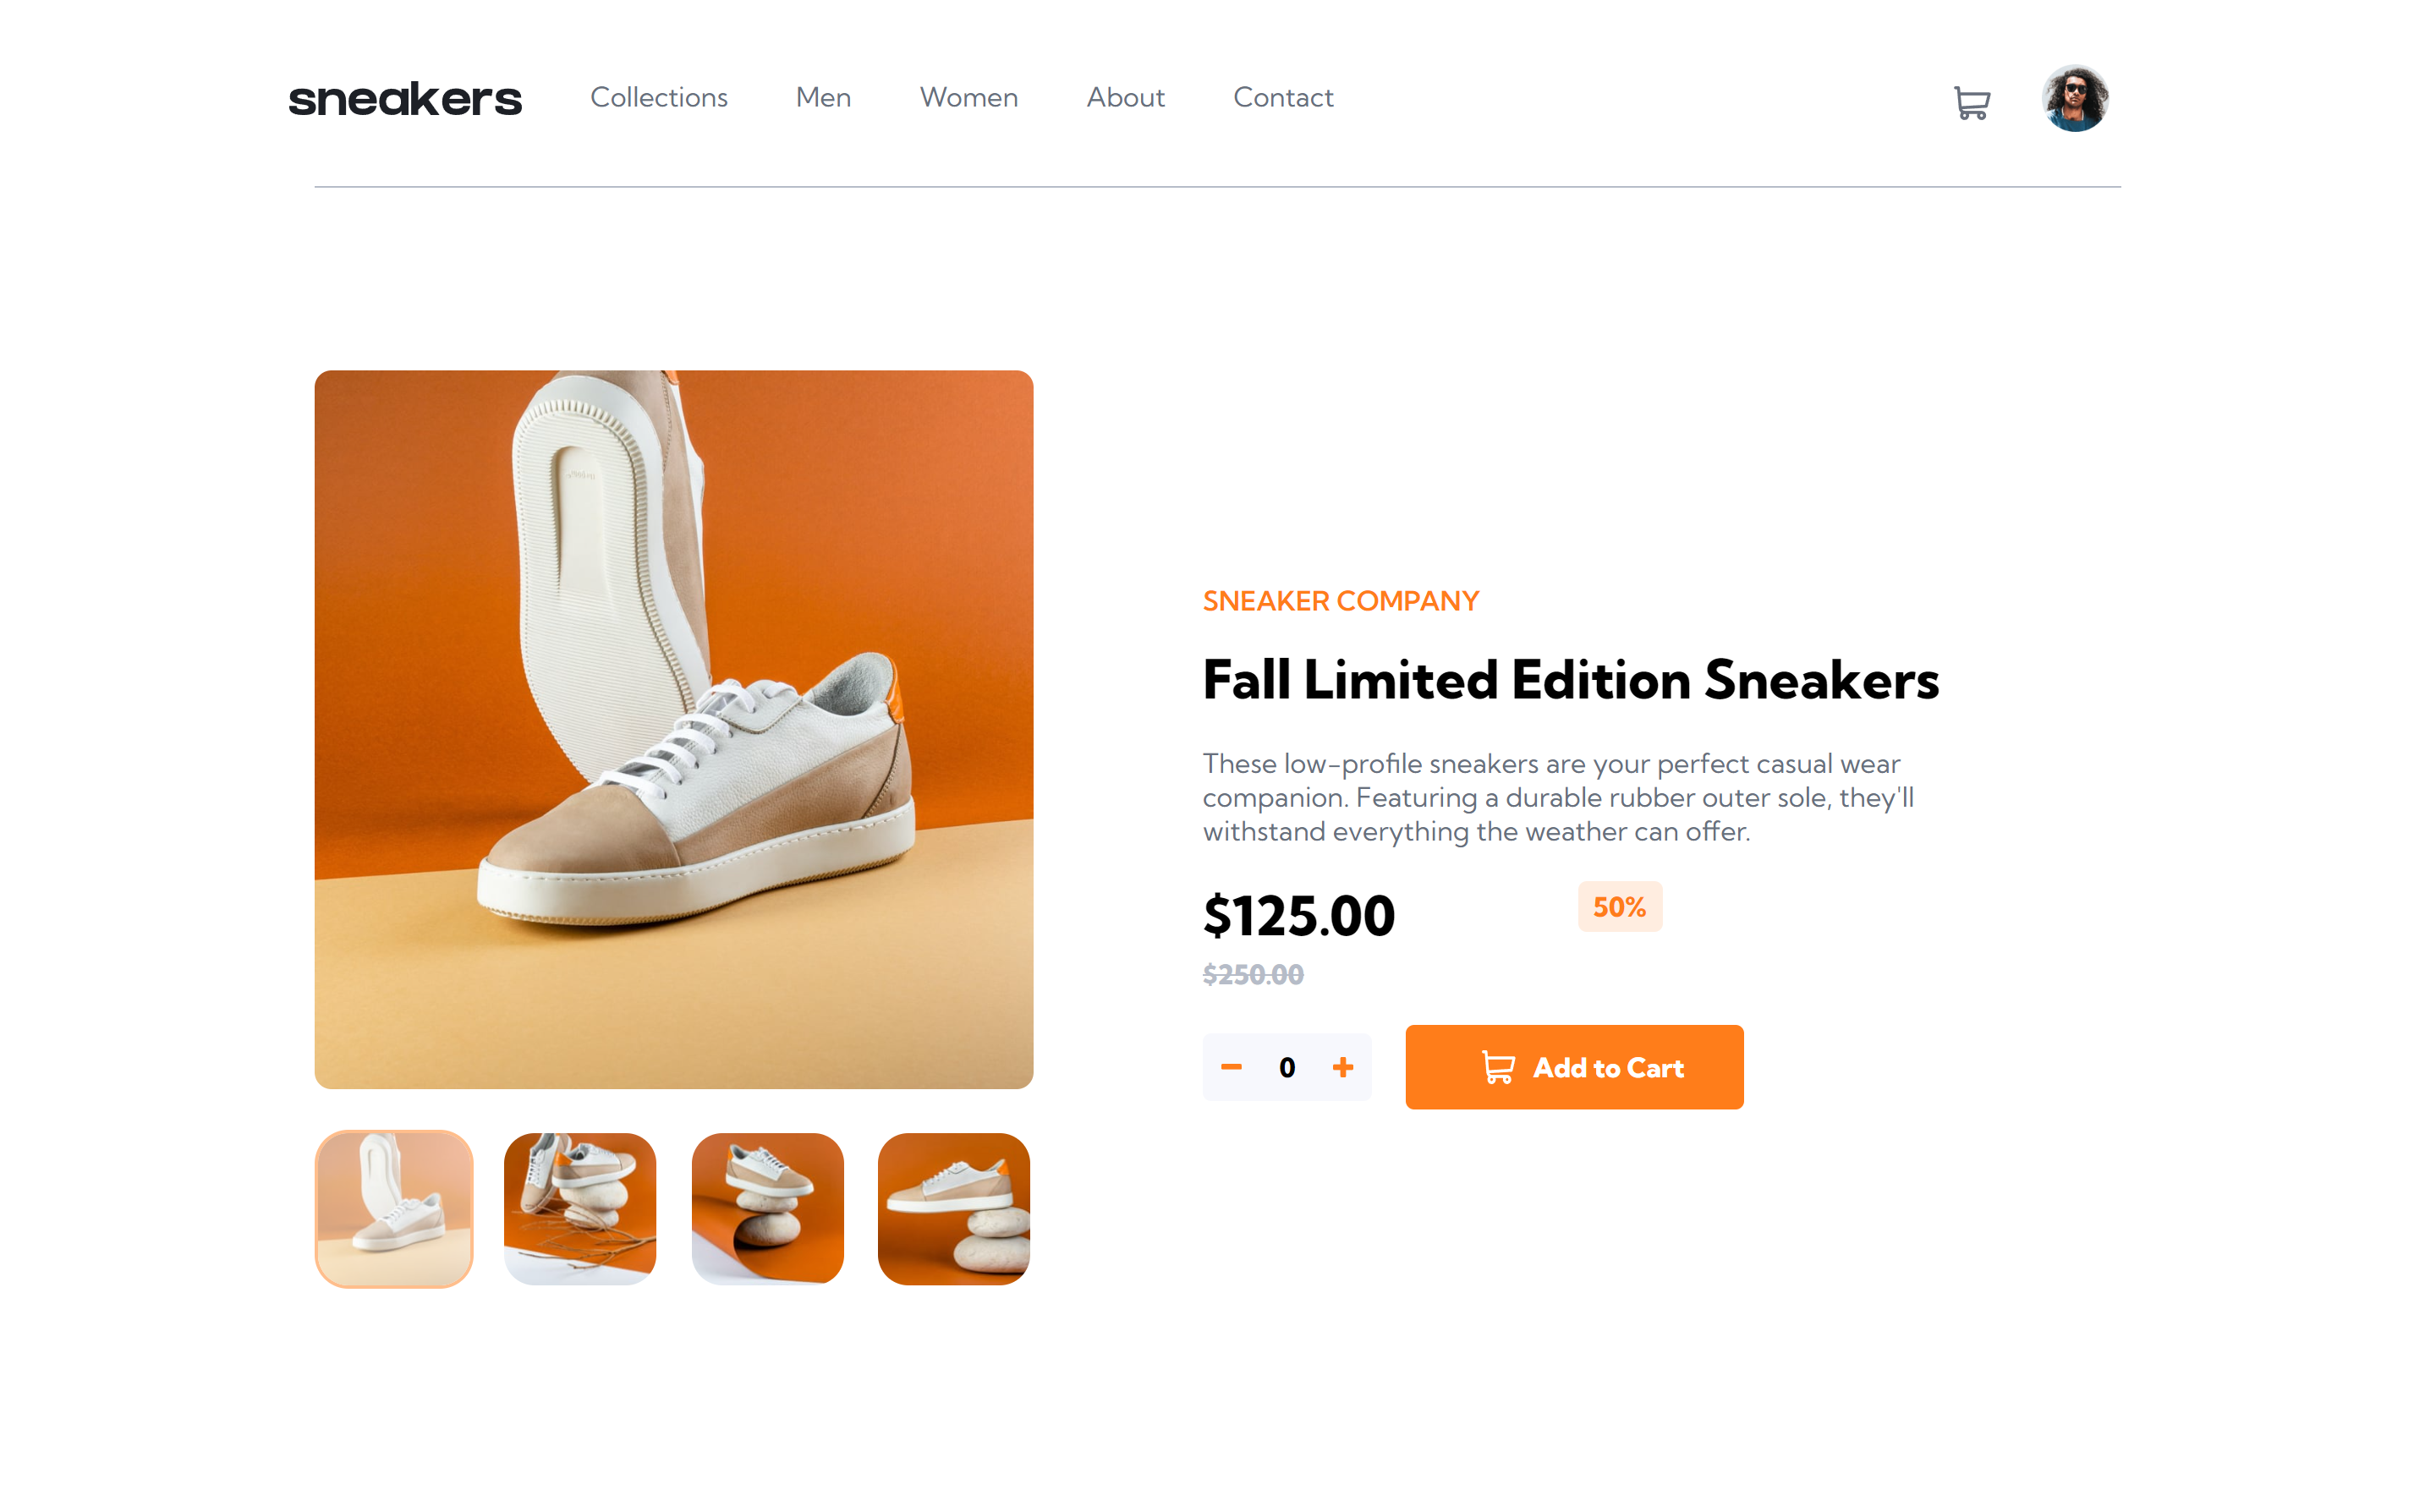 sneakers
Collections
Men
Women
About
Contact
SNEAKER COMPANY
Fall Limited Edition Sneakers
These low-profile sneakers are your perfect casual wear
companion. Featuring a durable rubber outer sole, they'll
withstand everything the weather can offer.
$125.00
50%
$250.00
0
Add to Cart